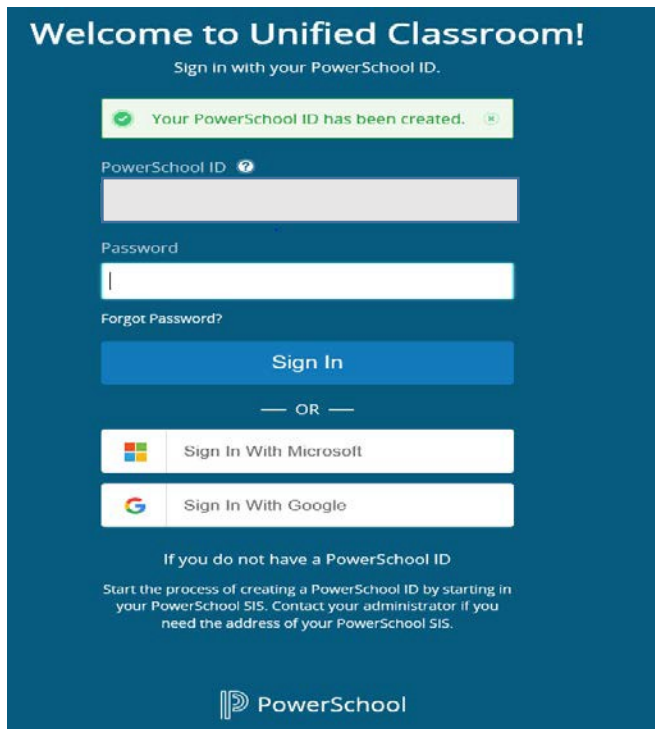 Welcome to Unified Classroom!
Sign in with your PowerSchool ID.
Your PowerSchool ID has been created.
PowerSchool ID ?
Password
Forgot Password?
Sign In
— OR —
Sign In With Microsoft
Sign In With Google
If you do not have a PowerSchool ID
Start the process of creating a PowerSchool ID by starting in
your PowerSchool SIS. Contact your administrator if you
need the address of your PowerSchool SIS.
PowerSchool